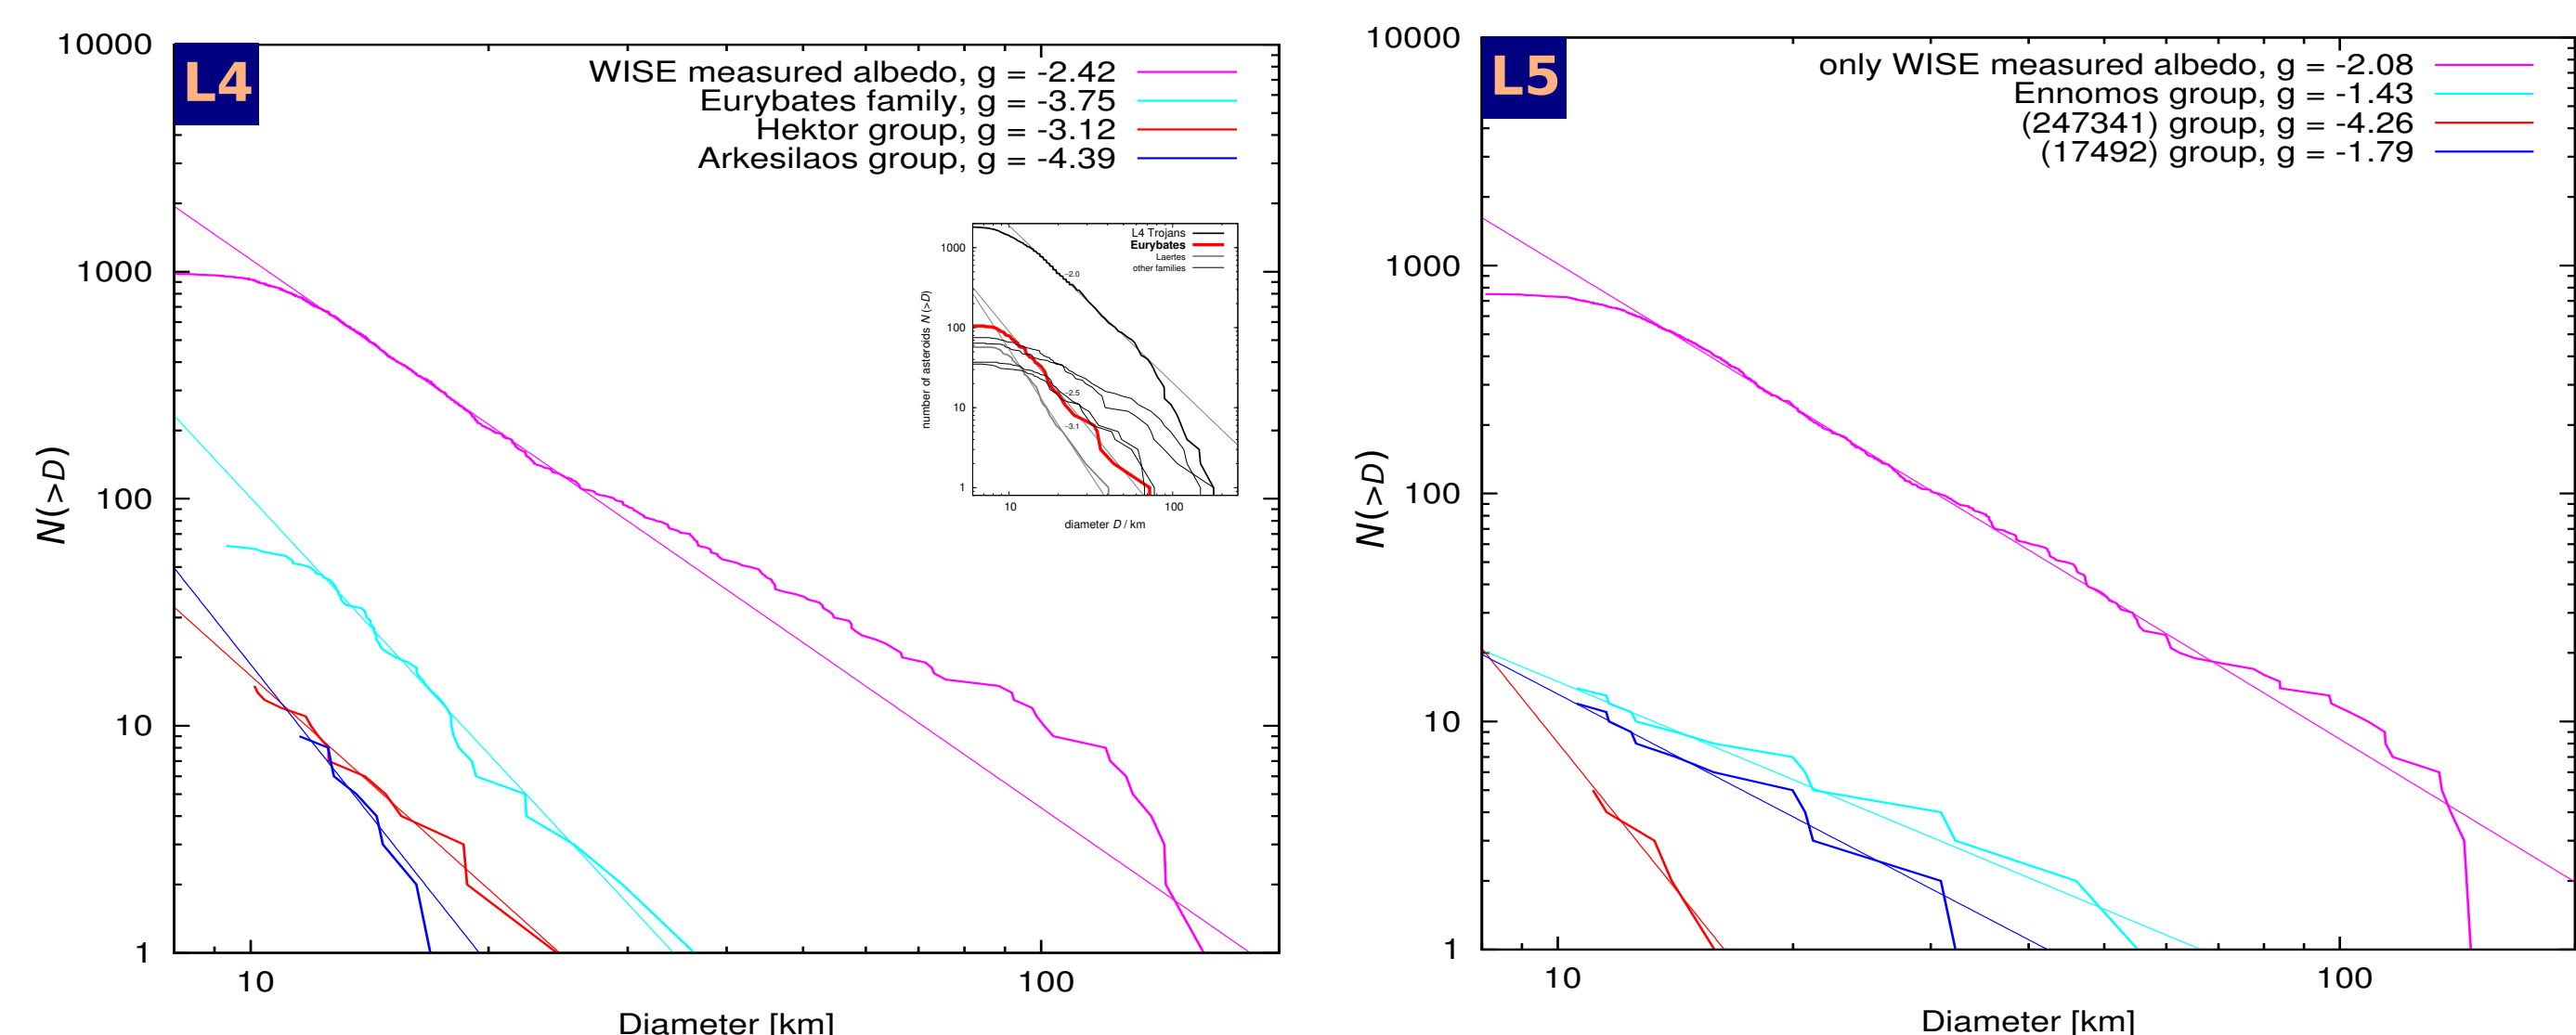 L4
10000
1000
100
10
1
N(>D)
10
100
Diameter [km]
WISE measured albedo, g = -2.42
Eurybates family, g = -3.75
Hektor group, g = -3.12
Arkesilaos group, g = -4.39
L4 Trojans
Eurybates
Laertes
other families
1000
100
10
1
number of asteroids N(>D)
−2.0
−2.5
−3.1
10
100
diameter D / km
L5
10000
1000
100
10
1
N(>D)
10
100
Diameter [km]
only WISE measured albedo, g = -2.08
Ennomos group, g = -1.43
(247341) group, g = -4.26
(17492) group, g = -1.79